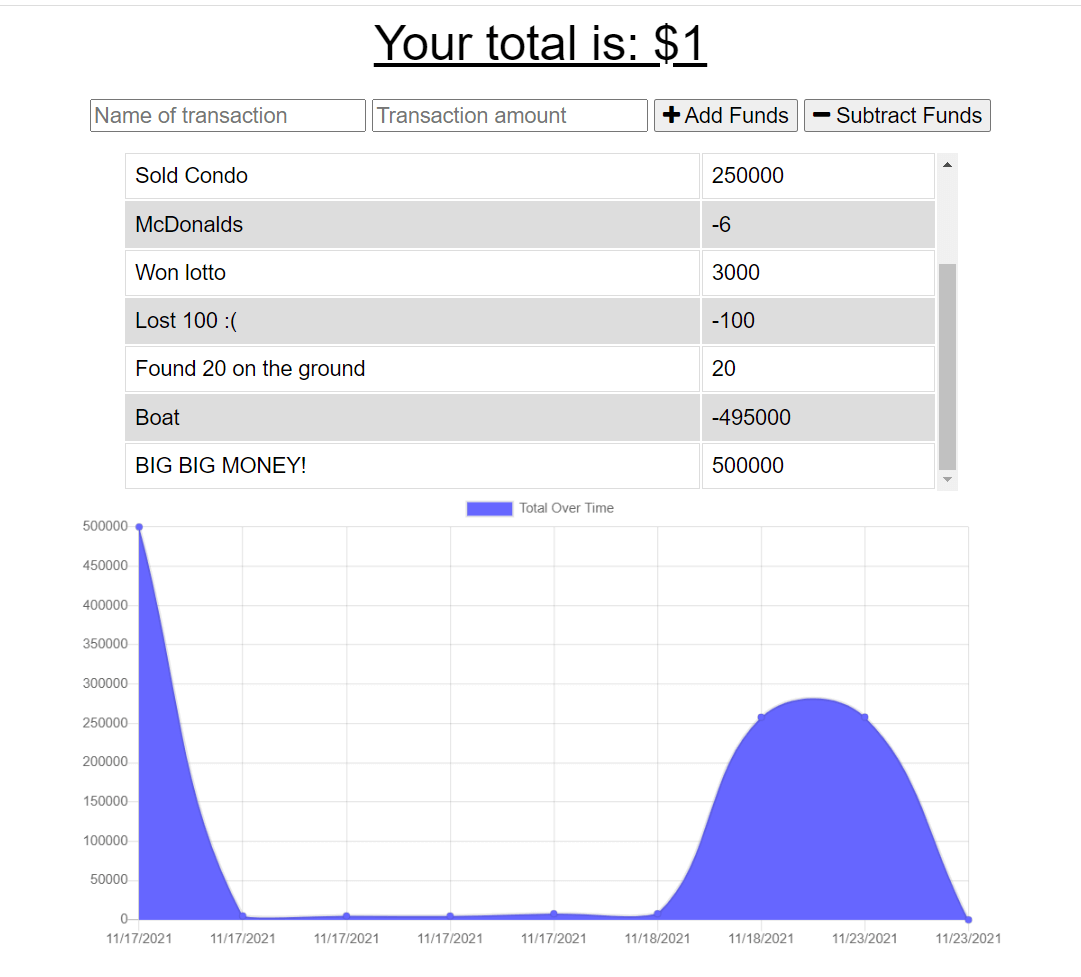 Your total is: $1
Name of transaction Transaction amount Add Funds Subtract Funds
Sold Condo 250000
McDonalds -6
Won lotto 3000
Lost 100 :( -100
Found 20 on the ground 20
Boat -495000
BIG BIG MONEY! 500000
Total Over Time
500000
450000
400000
350000
300000
250000
200000
150000
100000
50000
0
11/17/2021 11/17/2021 11/17/2021 11/17/2021 11/17/2021 11/18/2021 11/18/2021 11/23/2021 11/23/2021